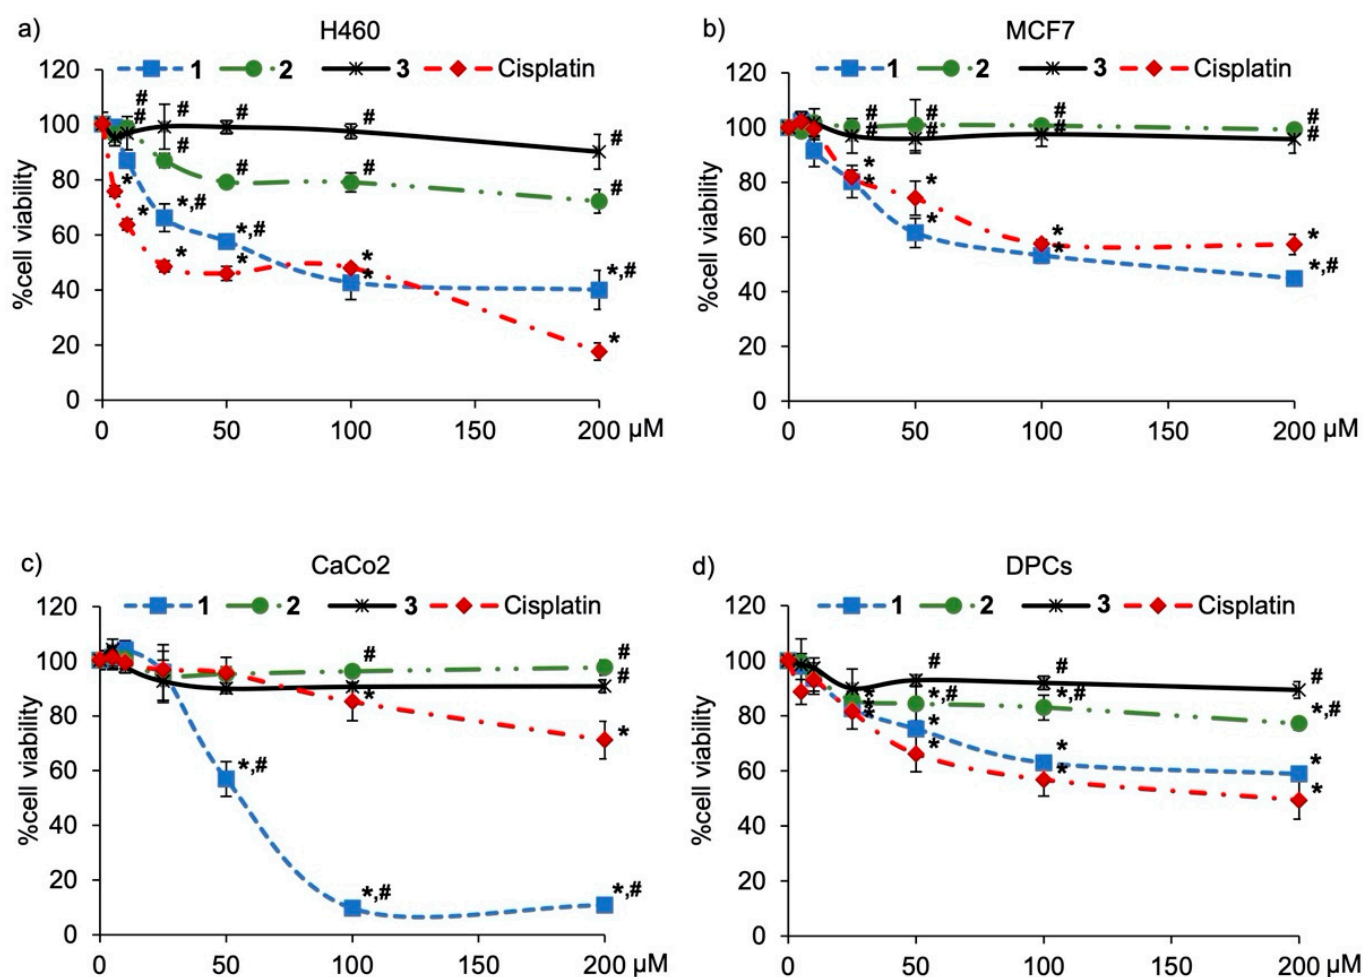 a) H460
1 2 3 Cisplatin
120
100
80
60
40
20
0
%cell viability
0 50 100 150 200 µM
# # # # # #
# # # #
* * *,# *,# * *,#
* * * *
b) MCF7
1 2 3 Cisplatin
120
100
80
60
40
20
0
%cell viability
0 50 100 150 200 µM
# # # #
# # # #
* * * *
* * * *,#
c) CaCo2
1 2 3 Cisplatin
120
100
80
60
40
20
0
%cell viability
0 50 100 150 200 µM
# #
#
* *
*,# *,# *,#
d) DPCs
1 2 3 Cisplatin
120
100
80
60
40
20
0
%cell viability
0 50 100 150 200 µM
# # #
* *,# *,# *,#
* * * *
* * * *